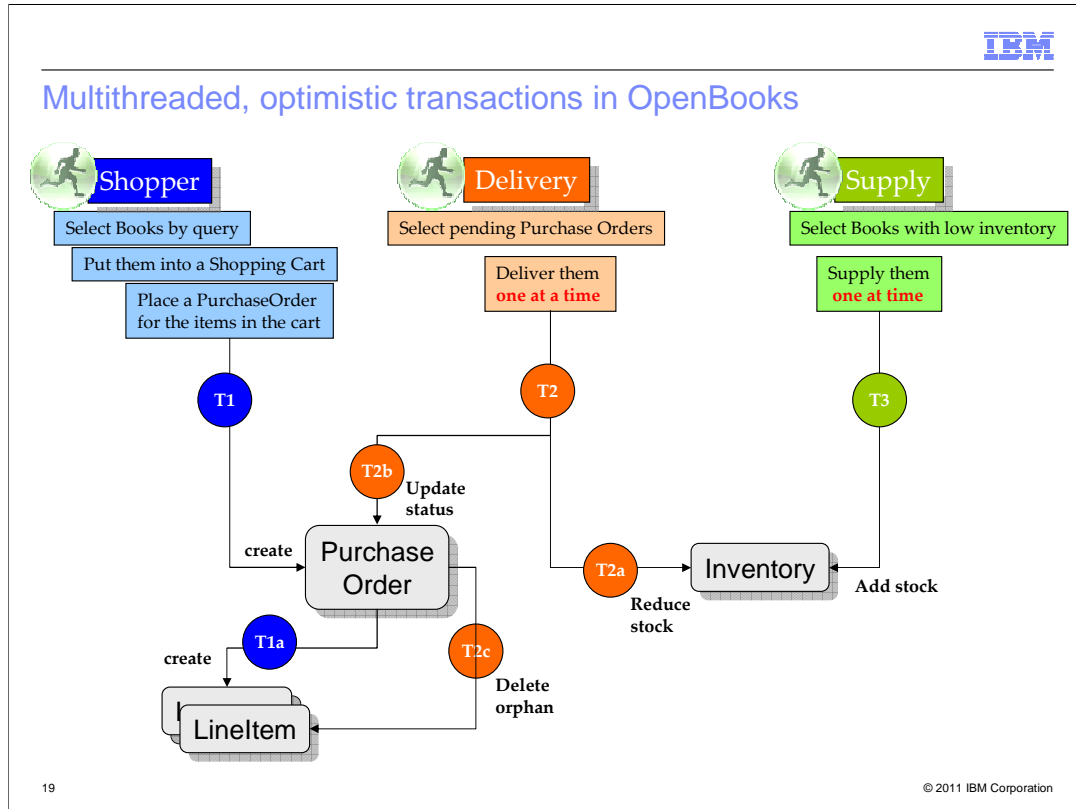 IBM
Multithreaded, optimistic transactions in OpenBooks
Shopper
Select Books by query
Put them into a Shopping Cart
Place a PurchaseOrder
for the items in the cart
Delivery
Select pending Purchase Orders
Deliver them
one at a time
Supply
Select Books with low inventory
Supply them
one at time
T1
T2
T3
T2b
Update
status
create
Purchase
Order
T2a
Reduce
stock
Inventory
Add stock
T1a
create
T2c
Delete
orphan
LineItem
19
© 2011 IBM Corporation